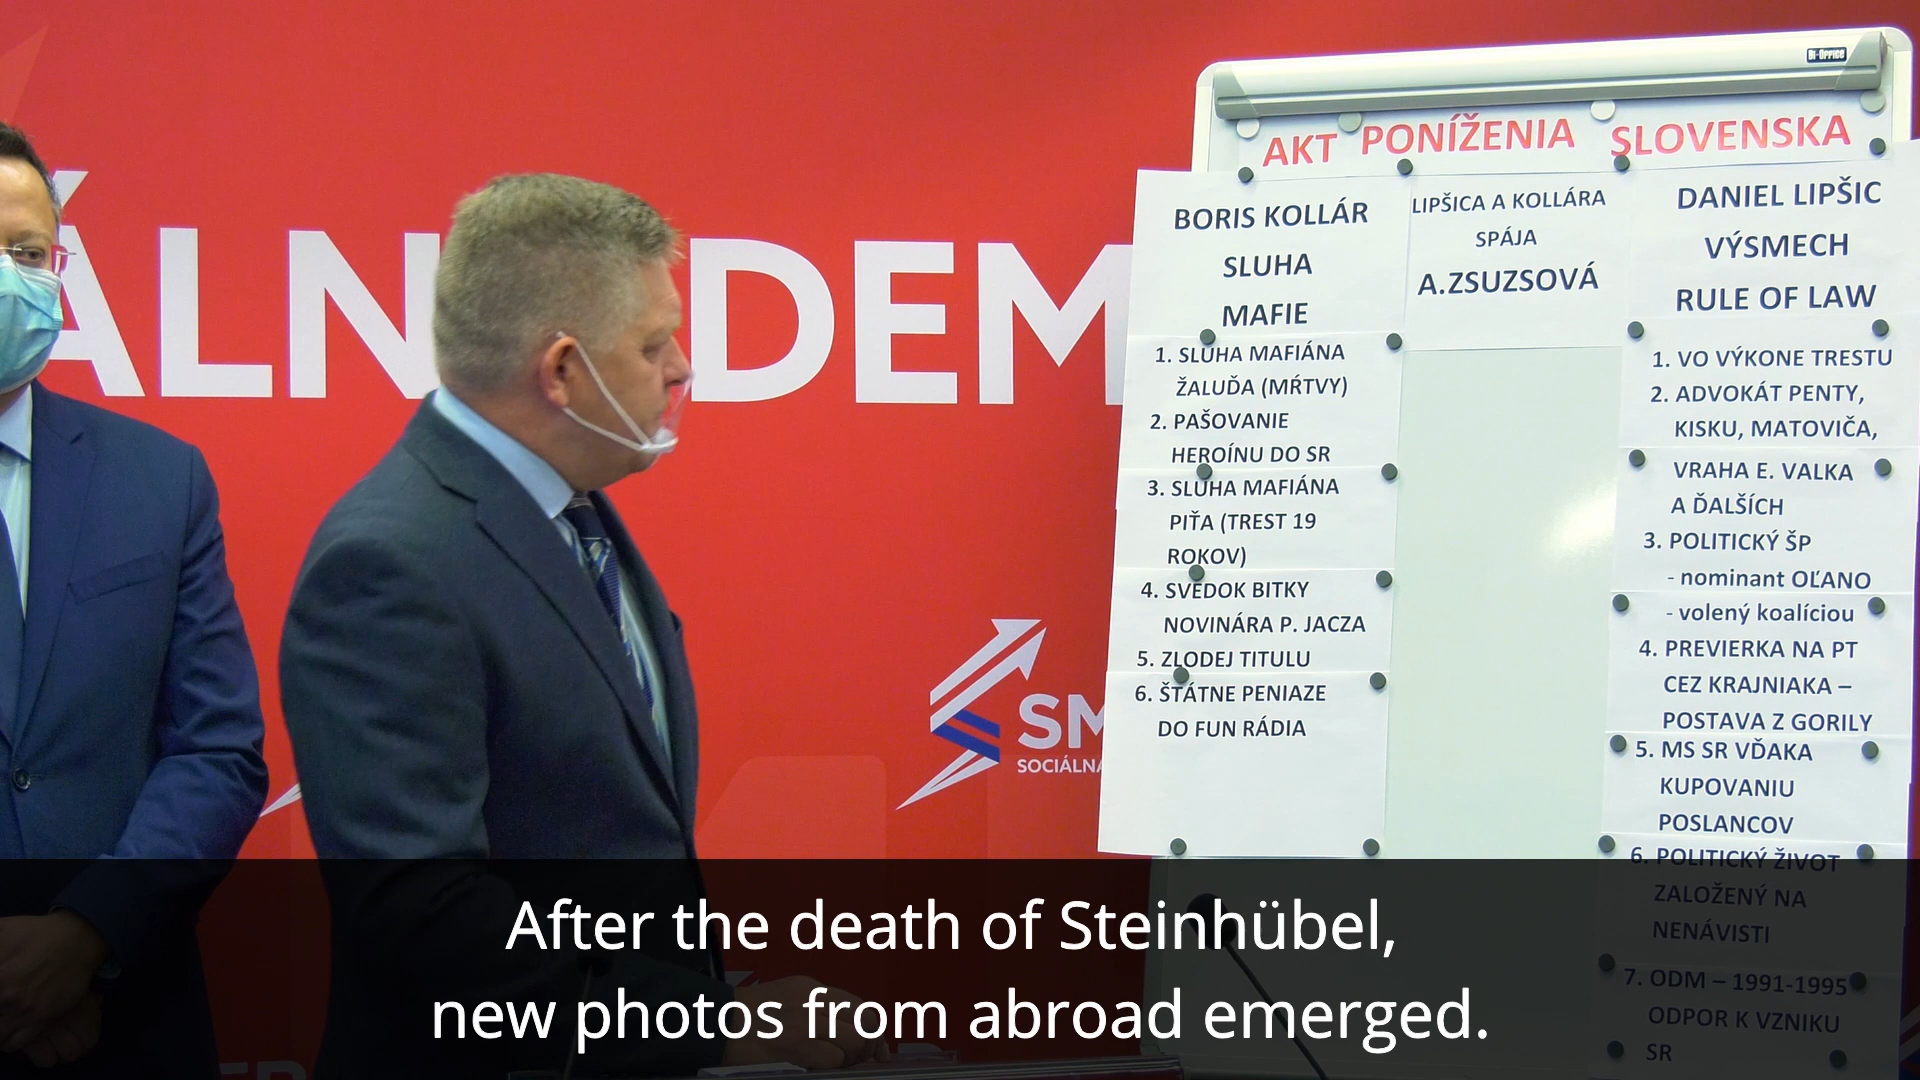 ÁLN DEM
BI-OFFICE
AKT PONÍŽENIA SLOVENSKA
BORIS KOLLÁR
SLUHA
MAFIE
1. SLUHA MAFIÁNA
ŽALUĎA (MŔTVY)
2. PAŠOVANIE
HEROÍNU DO SR
3. SLUHA MAFIÁNA
PIŤA (TREST 19
ROKOV)
4. SVEDOK BITKY
NOVINÁRA P. JACZA
5. ZLODEJ TITULU
6. ŠTÁTNE PENIAZE
DO FUN RÁDIA
LIPŠICA A KOLLÁRA
SPÁJA
A.ZSUZSOVÁ
DANIEL LIPŠIC
VÝSMECH
RULE OF LAW
1. VO VÝKONE TRESTU
2. ADVOKÁT PENTY,
KISKU, MATOVIČA,
VRAHA E. VALKA
A ĎALŠÍCH
3. POLITICKÝ ŠP
- nominant OĽANO
- volený koalíciou
4. PREVIERKA NA PT
CEZ KRAJNIAKA –
POSTAVA Z GORILY
5. MS SR VĎAKA
KUPOVANIU
POSLANCOV
6. POLITICKÝ ŽIVOT
ZALOŽENÝ NA
NENÁVISTI
7. ODM – 1991-1995
ODPOR K VZNIKU
SR
SM
SOCIÁLNA
After the death of Steinhübel,
new photos from abroad emerged.